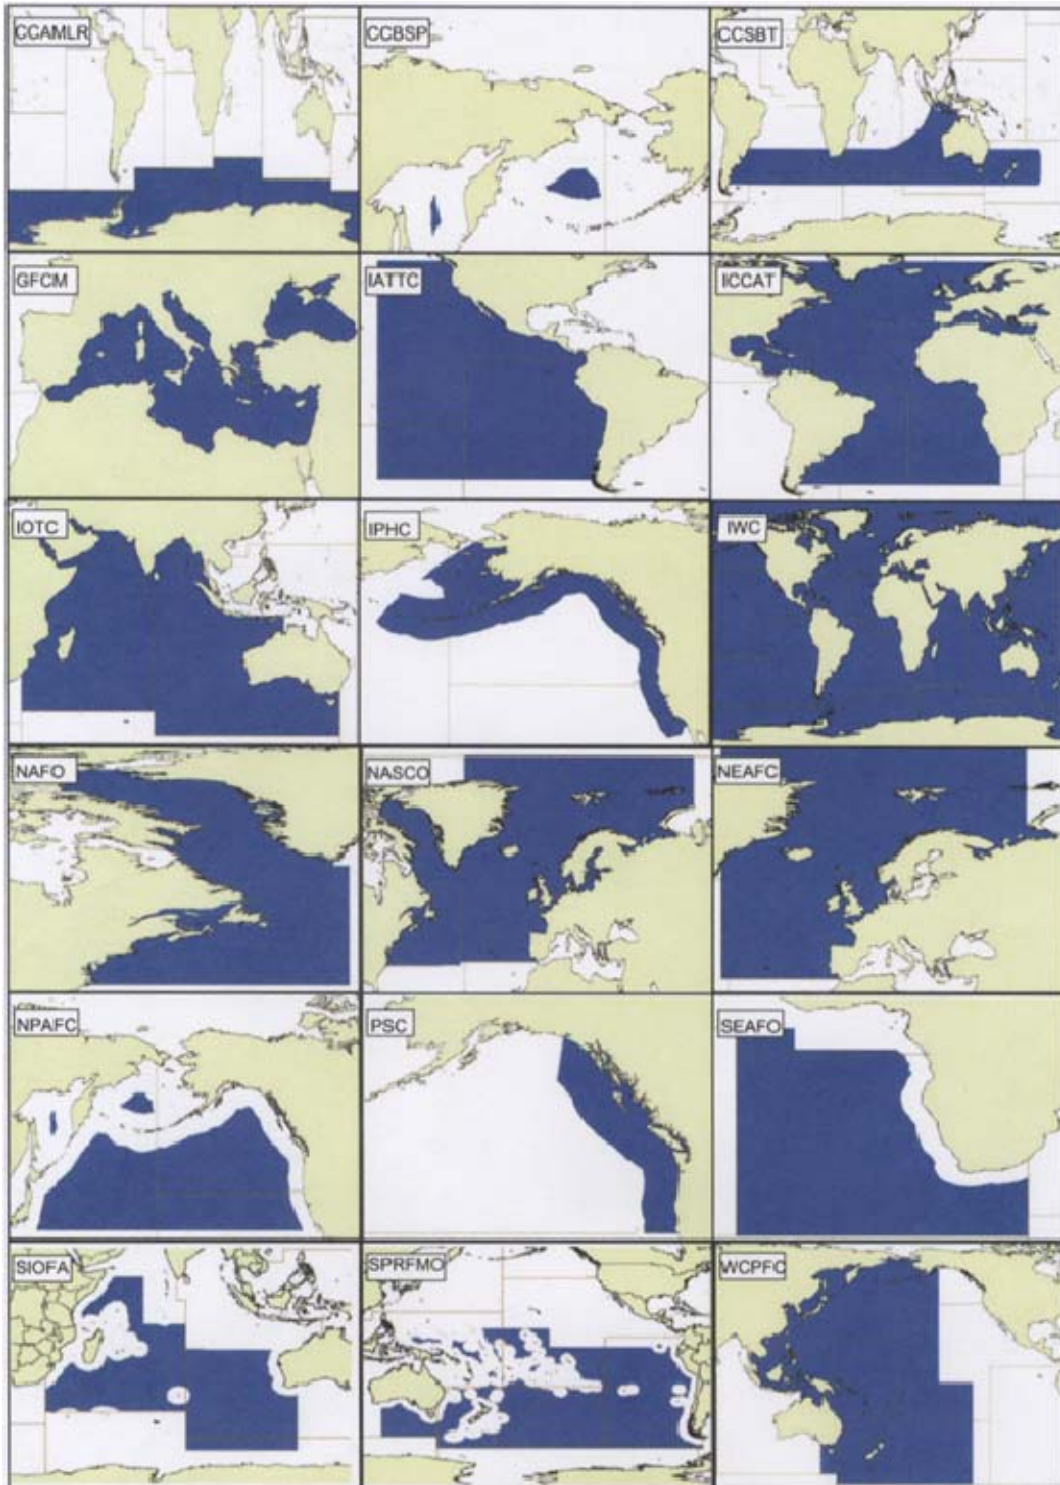 CCAMLR
CCBSP
CCSBT
GFCM
IATTC
ICCAT
IOTC
IPHC
IWC
NAFO
NASCO
NEAFC
NPAFC
PSC
SEAFO
SIOFA
SPRFMO
WCPFC